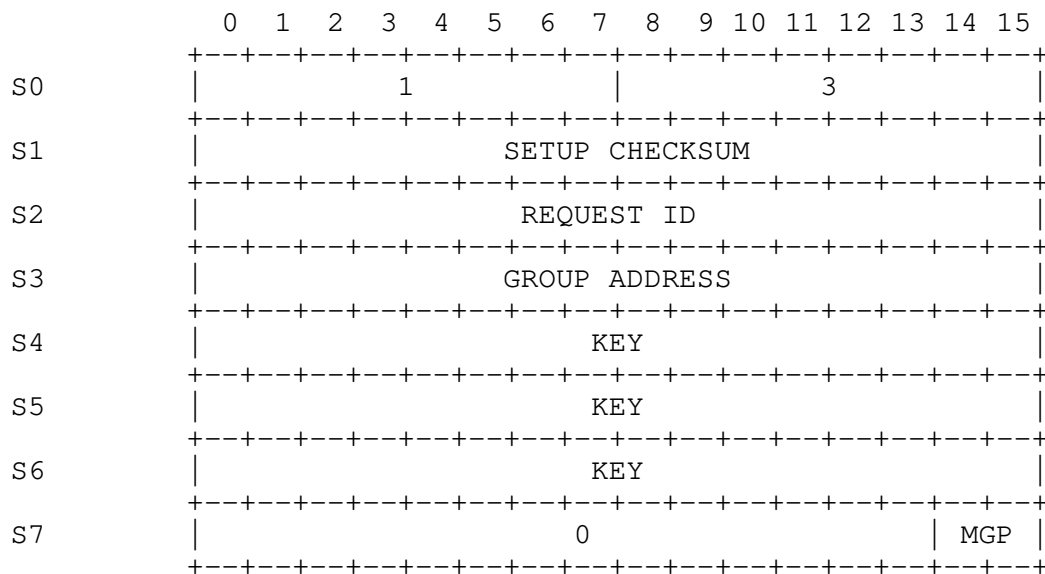 0 1 2 3 4 5 6 7 8 9 10 11 12 13 14 15
+--+--+--+--+--+--+--+--+--+--+--+--+--+--+--+--+
S0 | 1 | 3 |
+--+--+--+--+--+--+--+--+--+--+--+--+--+--+--+--+
S1 | SETUP CHECKSUM |
+--+--+--+--+--+--+--+--+--+--+--+--+--+--+--+--+
S2 | REQUEST ID |
+--+--+--+--+--+--+--+--+--+--+--+--+--+--+--+--+
S3 | GROUP ADDRESS |
+--+--+--+--+--+--+--+--+--+--+--+--+--+--+--+--+
S4 | KEY |
+--+--+--+--+--+--+--+--+--+--+--+--+--+--+--+--+
S5 | KEY |
+--+--+--+--+--+--+--+--+--+--+--+--+--+--+--+--+
S6 | KEY |
+--+--+--+--+--+--+--+--+--+--+--+--+--+--+--+--+
S7 | 0 | MGP |
+--+--+--+--+--+--+--+--+--+--+--+--+--+--+--+--+